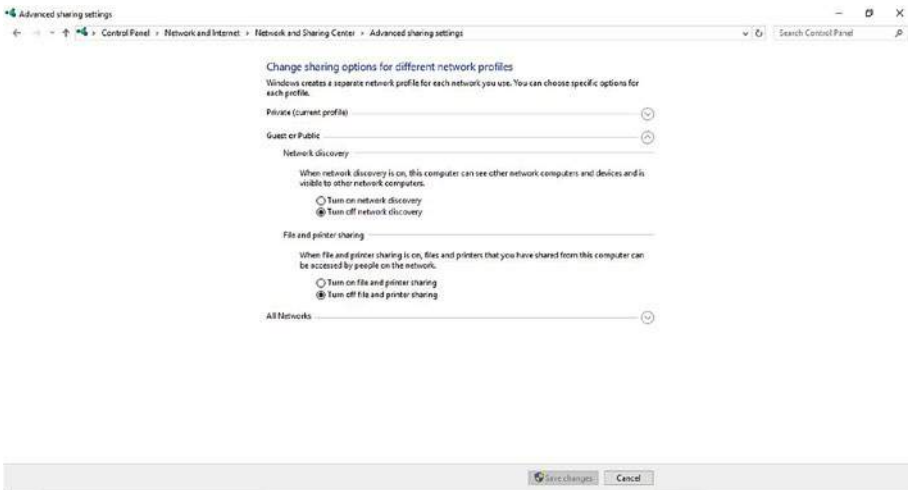 Advanced sharing settings
Control Panel › Network and Internet › Network and Sharing Center › Advanced sharing settings
Search Control Panel
Change sharing options for different network profiles
Windows creates a separate network profile for each network you use. You can choose specific options for
each profile.
Private (current profile)
Guest or Public
Network discovery
When network discovery is on, this computer can see other network computers and devices and is
visible to other network computers.
Turn on network discovery
Turn off network discovery
File and printer sharing
When file and printer sharing is on, files and printers that you have shared from this computer can
be accessed by people on the network.
Turn on file and printer sharing
Turn off file and printer sharing
All Networks
Save changes
Cancel